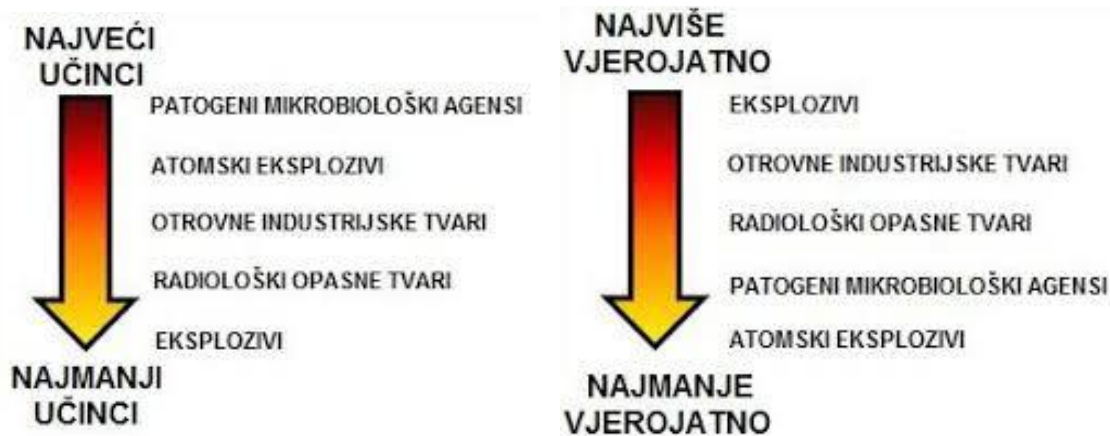 NAJVEĆI
UČINCI
PATOGENI MIKROBIOLOŠKI AGENSI
ATOMSKI EKSPLOZIVI
OTROVNE INDUSTRIJSKE TVARI
RADIOLOŠKI OPASNE TVARI
EKSPLOZIVI
NAJMANJI
UČINCI
NAJVIŠE
VJEROJATNO
EKSPLOZIVI
OTROVNE INDUSTRIJSKE TVARI
RADIOLOŠKI OPASNE TVARI
PATOGENI MIKROBIOLOŠKI AGENSI
ATOMSKI EKSPLOZIVI
NAJMANJE
VJEROJATNO